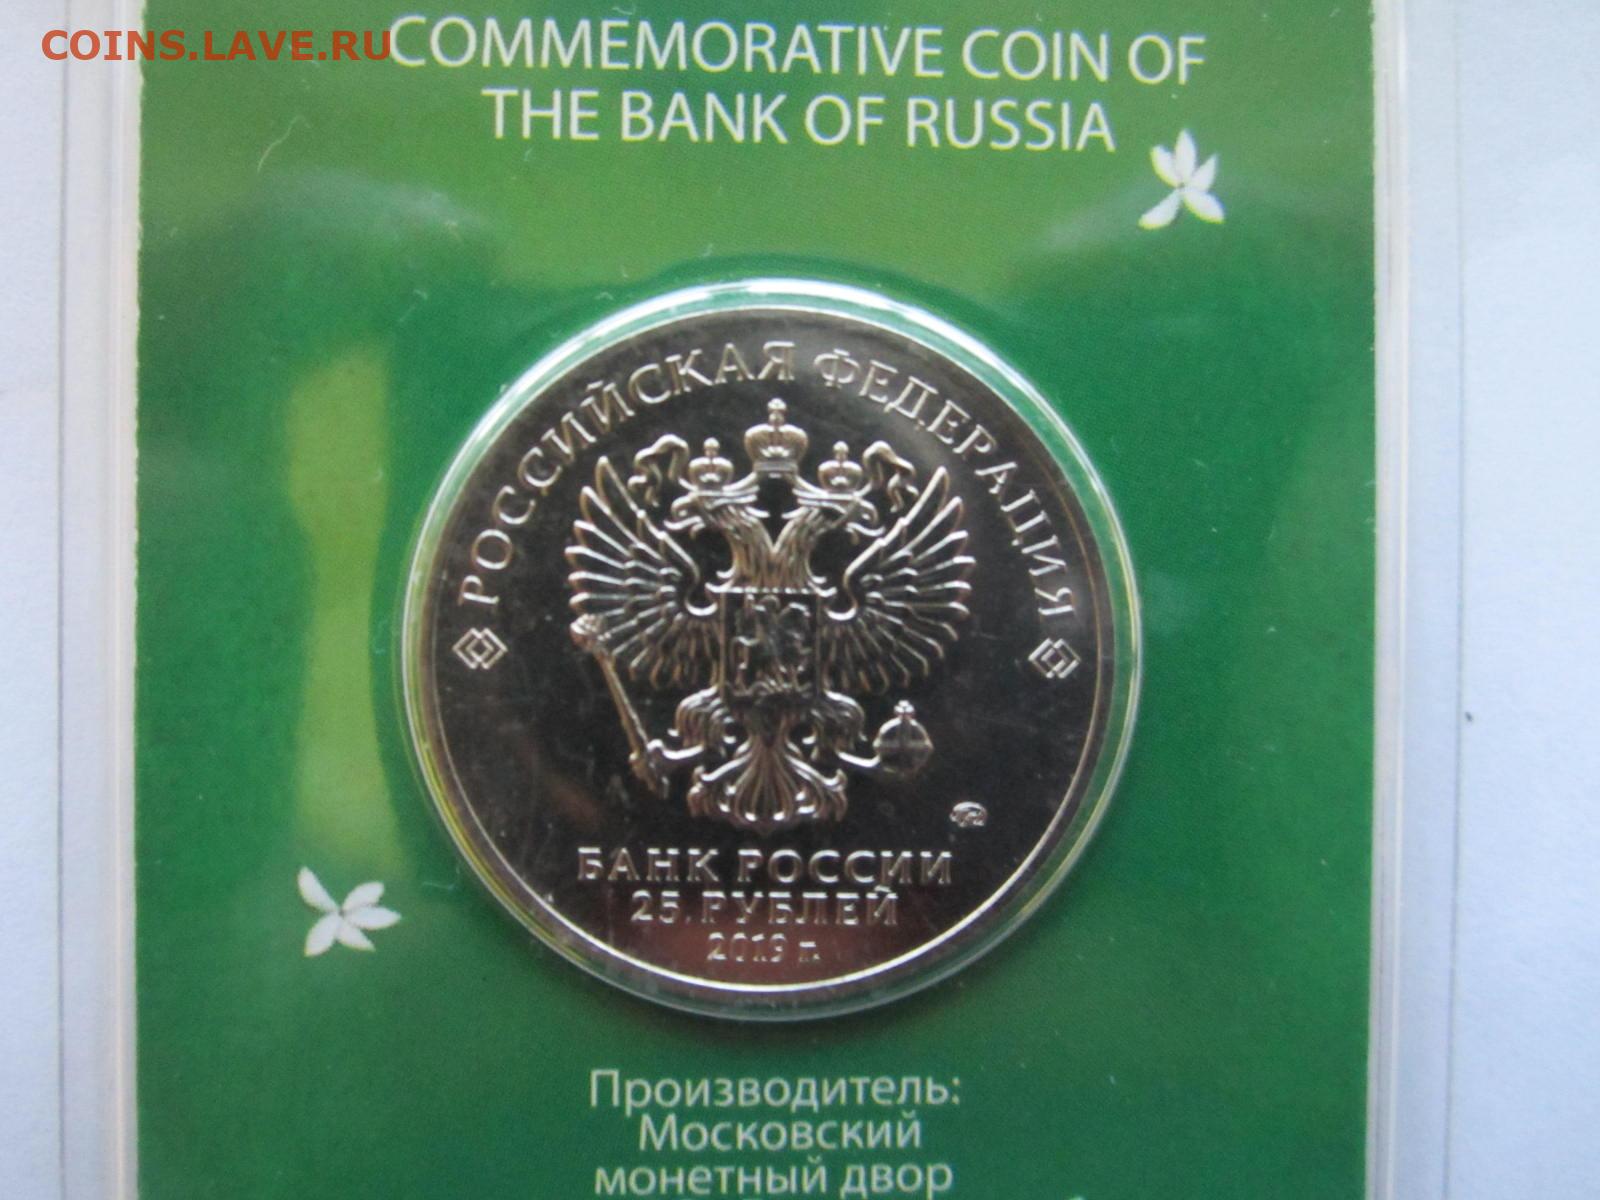 COINS.LAVE.RU
COMMEMORATIVE COIN OF
THE BANK OF RUSSIA
РОССИЙСКАЯ ФЕДЕРАЦИЯ
БАНК РОССИИ
25 РУБЛЕЙ
2019 г.
Производитель:
Московский
монетный двор